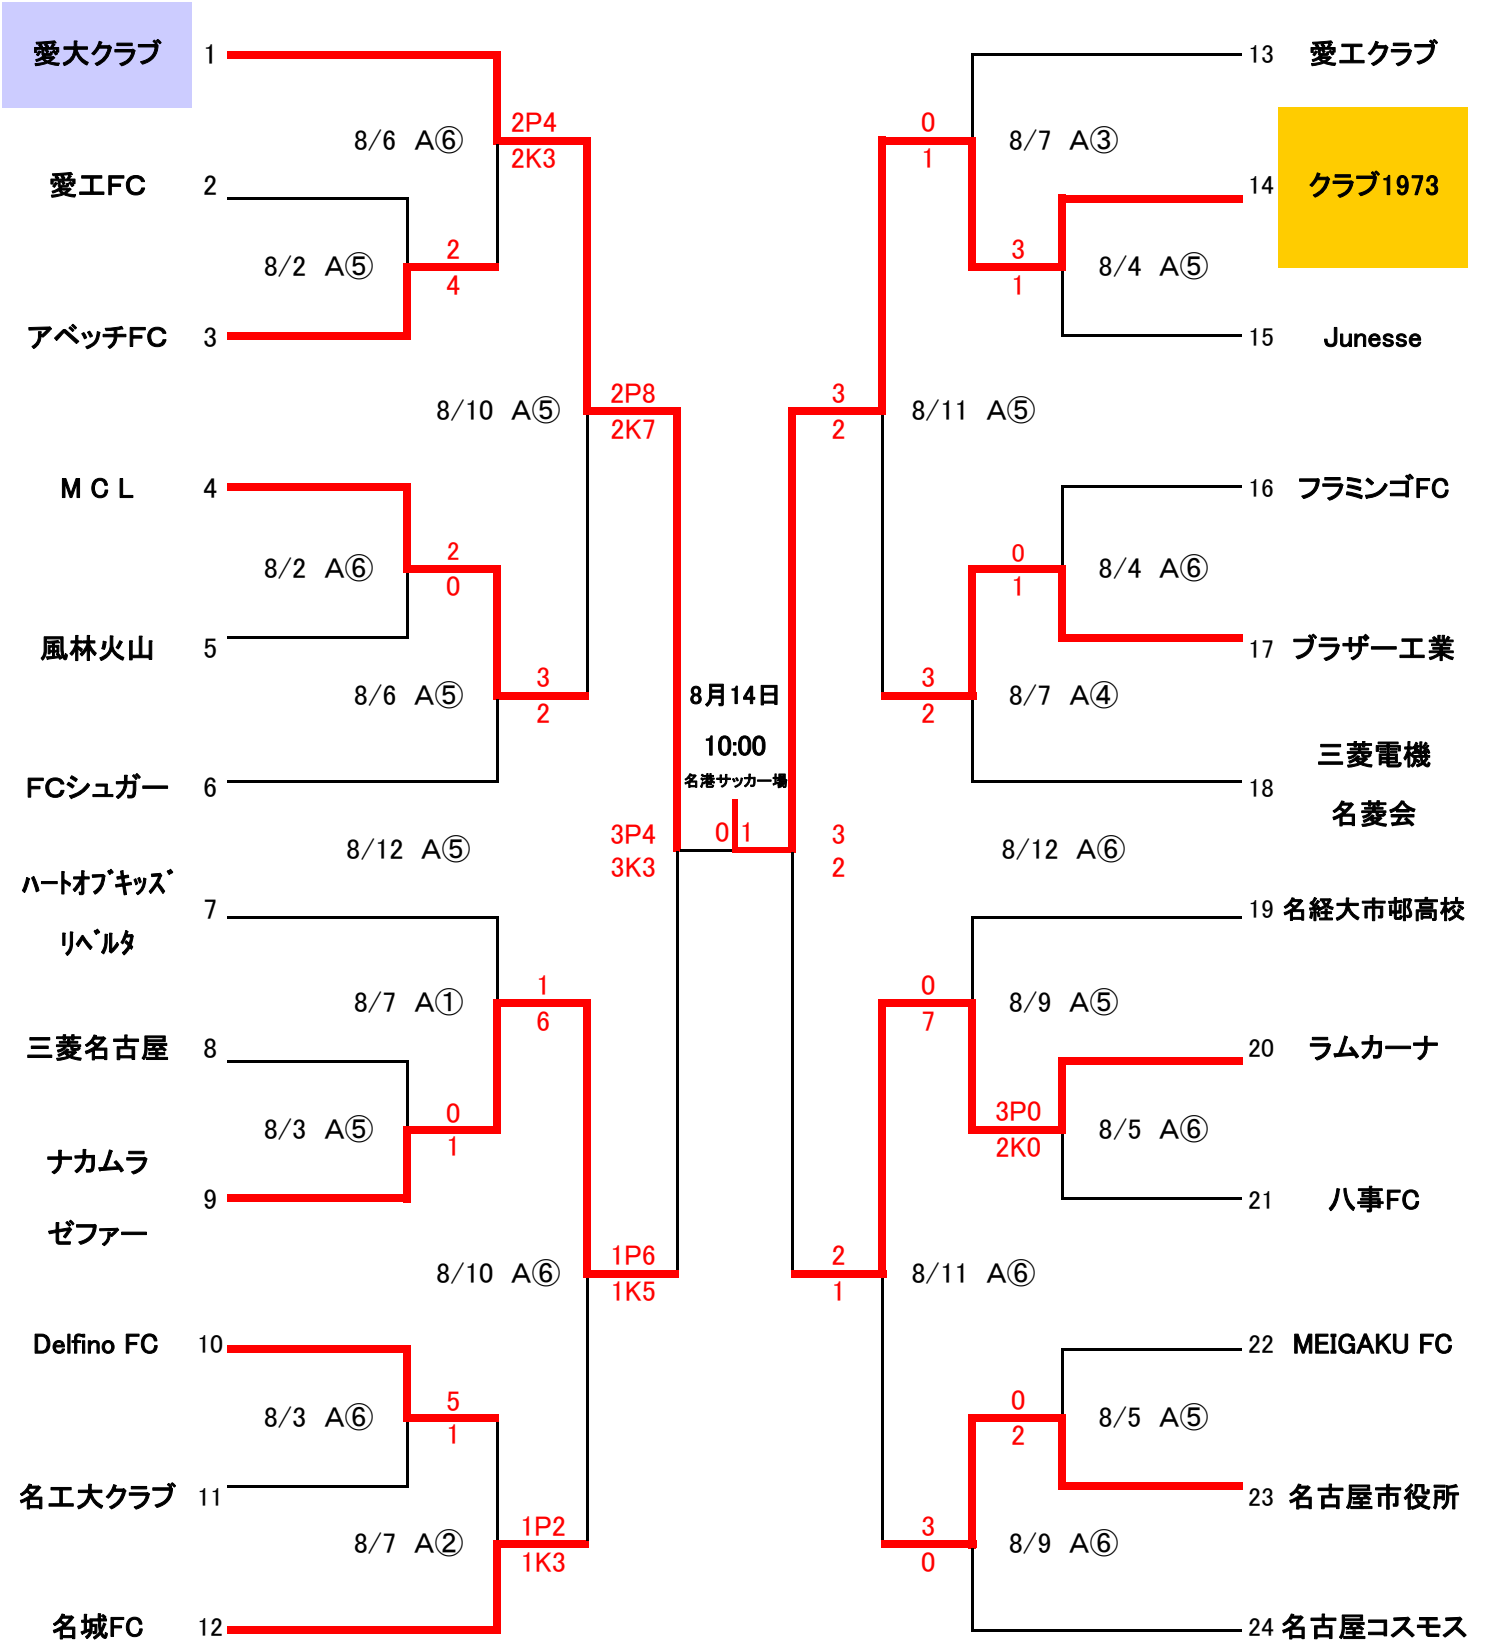 愛大クラブ 1
8/6 A⑥
2P4
2K3
愛工FC 2
8/2 A⑤
2
4
アベッチFC 3
8/10 A⑤
2P8
2K7
M C L 4
8/2 A⑥
2
0
風林火山 5
8/6 A⑤
3
2
FCシュガー 6
8/12 A⑤
3P4
3K3
ハートオブキッズ
リベルタ
7
8/7 A①
1
6
三菱名古屋 8
8/3 A⑤
0
1
ナカムラ
ゼファー
9
8/10 A⑥
1P6
1K5
Delfino FC 10
8/3 A⑥
5
1
名工大クラブ 11
8/7 A②
1P2
1K3
名城FC 12
8月14日
10:00
名港サッカー場
0 1
13 愛工クラブ
0
1
8/7 A③
14 クラブ1973
3
1
8/4 A⑤
15 Junesse
3
2
8/11 A⑤
16 フラミンゴFC
0
1
8/4 A⑥
17 ブラザー工業
3
2
8/7 A④
18
三菱電機
名菱会
3
2
8/12 A⑥
19 名経大市邨高校
0
7
8/9 A⑤
20 ラムカーナ
3P0
2K0
8/5 A⑥
21 八事FC
2
1
8/11 A⑥
22 MEIGAKU FC
0
2
8/5 A⑤
23 名古屋市役所
3
0
8/9 A⑥
24 名古屋コスモス